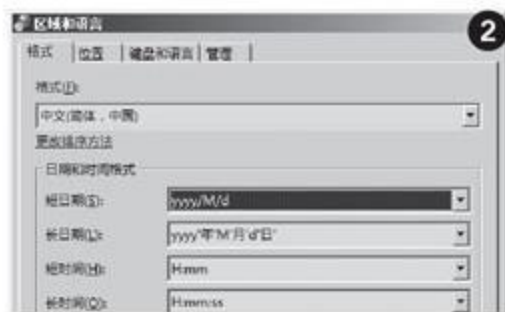 区域和语言
2
格式 位置 键盘和语言 管理
格式(F):
中文(简体，中国)
更改排序方法
日期和时间格式
短日期(S): yyyy/M/d
长日期(L): yyyy'年'M'月'd'日'
短时间(H): H:mm
长时间(O): H:mm:ss